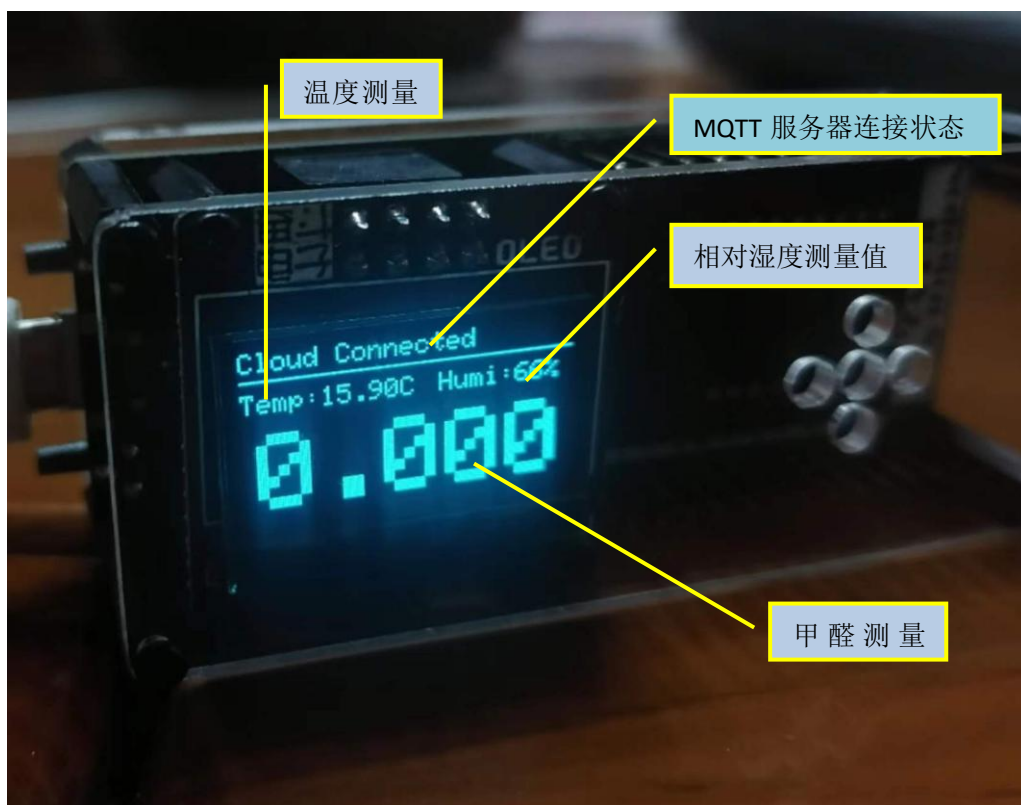 温度测量
MQTT 服务器连接状态
相对湿度测量值
OLED
Cloud Connected
Temp:15.90C Humi:60%
0.000
甲醛测量